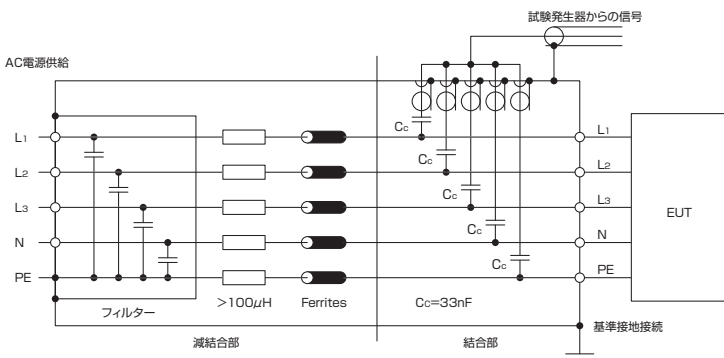 試験発生器からの信号
AC電源供給
L1
L2
L3
N
PE
Cc
Cc
Cc
Cc
Cc
L1
L2
L3
N
PE
EUT
フィルター
>100μH
Ferrites
Cc=33nF
減結合部
結合部
基準接地接続